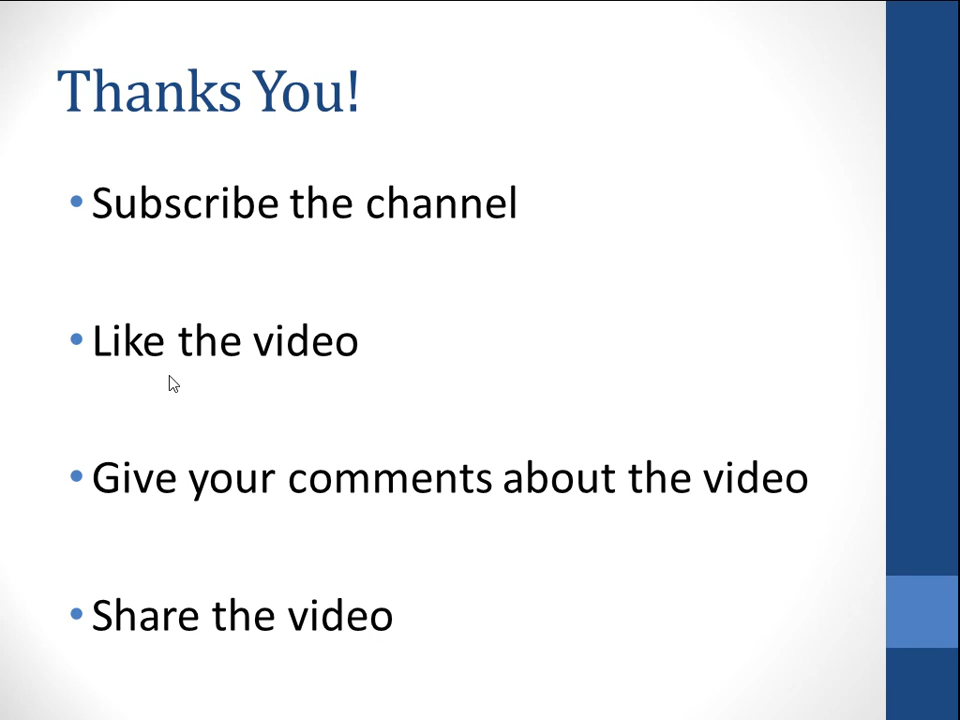 Thanks You!
• Subscribe the channel
• Like the video
• Give your comments about the video
• Share the video